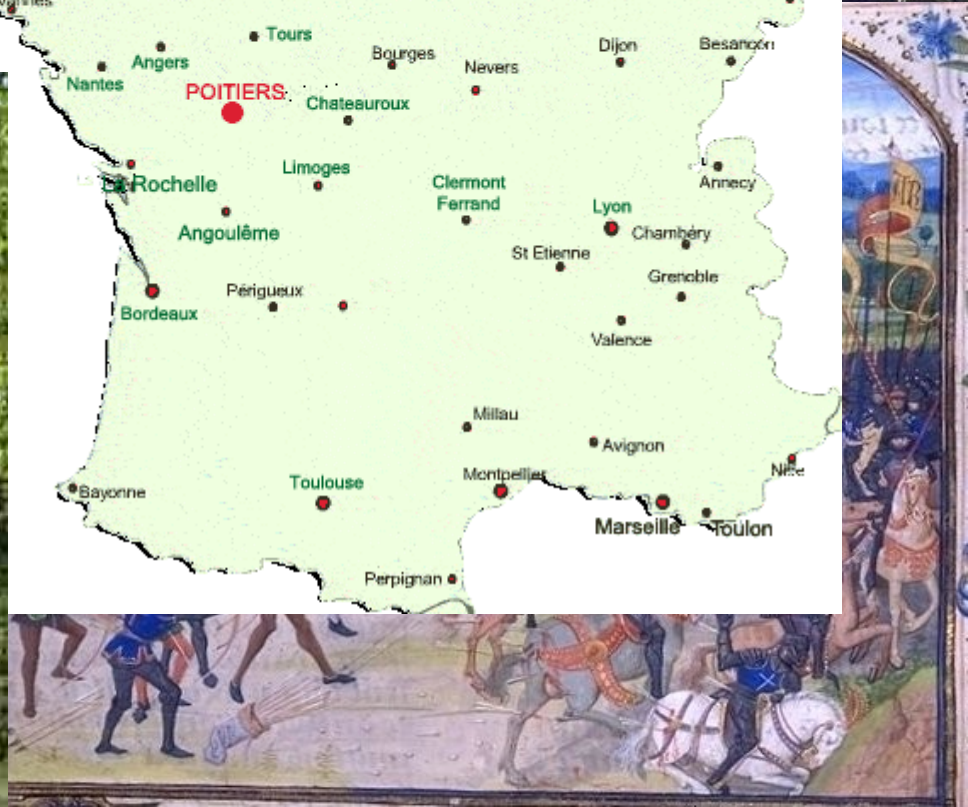 Tours
Angers
Bourges
Dijon
Besançon
Nantes
Nevers
POITIERS
Chateauroux
Limoges
Clermont
Ferrand
Annecy
La Rochelle
Lyon
Angoulême
Chambéry
St Etienne
Grenoble
Périgueux
Bordeaux
Valence
Millau
Avignon
Montpellier
Nice
Toulouse
Bayonne
Marseille
Toulon
Perpignan